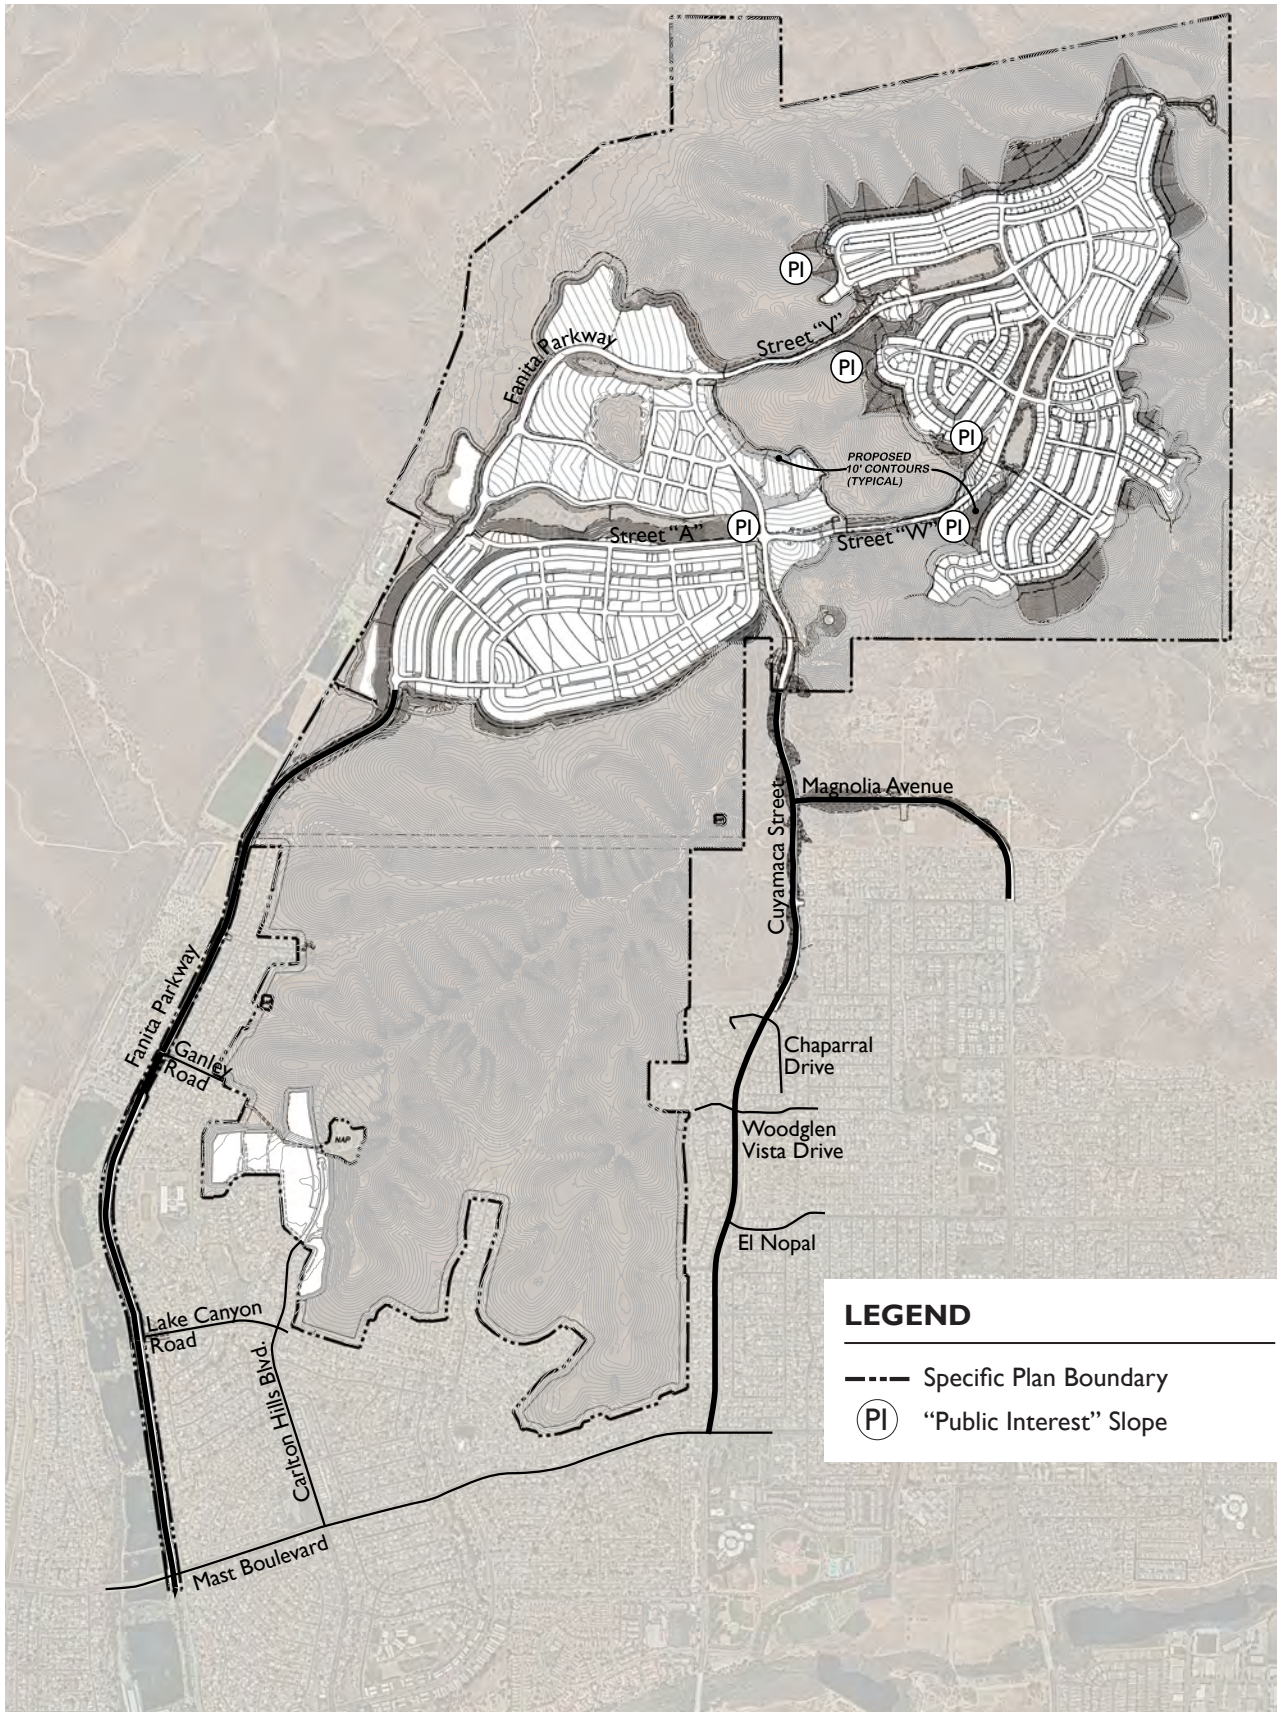 PI
Street “V”
Fanita Parkway
PI
PI
PROPOSED
10' CONTOURS
(TYPICAL)
PI
Street “A”
Street “W”
PI
Magnolia Avenue
Cuyamaca Street
Fanita Parkway
Ganley
Road
Chaparral
Drive
Woodglen
Vista Drive
NAP
El Nopal
Lake Canyon
Road
Carlton Hills Blvd.
Mast Boulevard
LEGEND
Specific Plan Boundary
PI “Public Interest” Slope